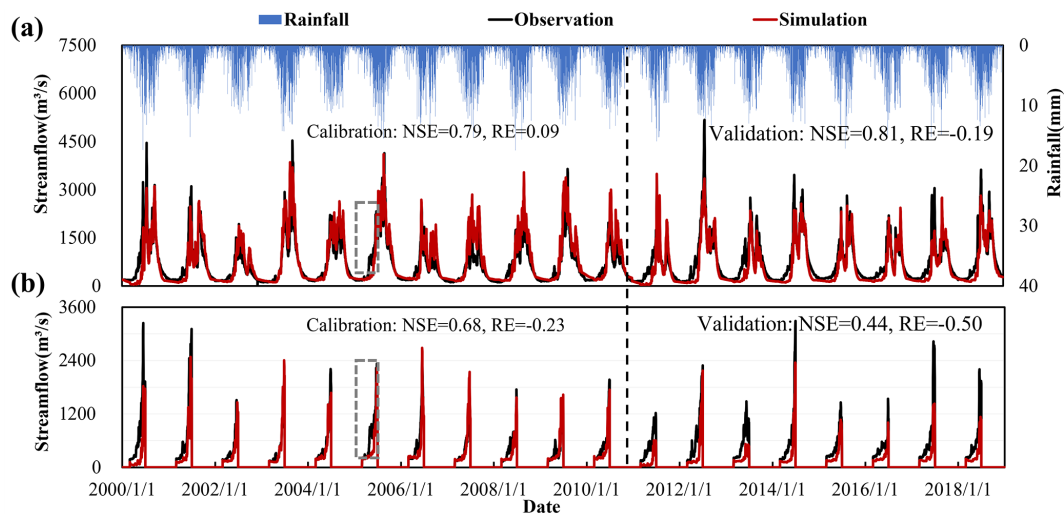 Rainfall Observation Simulation
(a)
7500 0
6000 10
4500 20
3000 30
1500
0 40
Streamflow(m³/s)
Rainfall(mm)
Calibration: NSE=0.79, RE=0.09
Validation: NSE=0.81, RE=-0.19
(b)
3600
2400
1200
0
Streamflow(m³/s)
Calibration: NSE=0.68, RE=-0.23
Validation: NSE=0.44, RE=-0.50
2000/1/1 2002/1/1 2004/1/1 2006/1/1 2008/1/1 2010/1/1 2012/1/1 2014/1/1 2016/1/1 2018/1/1
Date